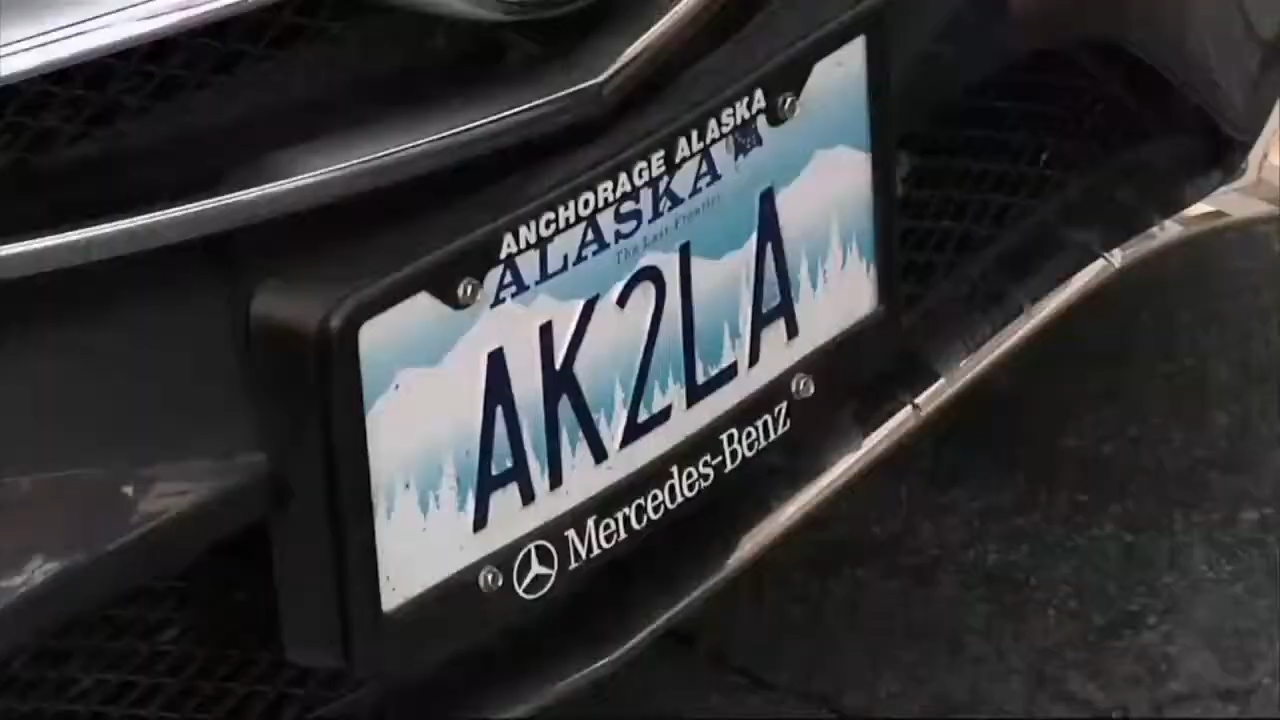 ANCHORAGE ALASKA
ALASKA
The Last Frontier
AK2LA
Mercedes-Benz